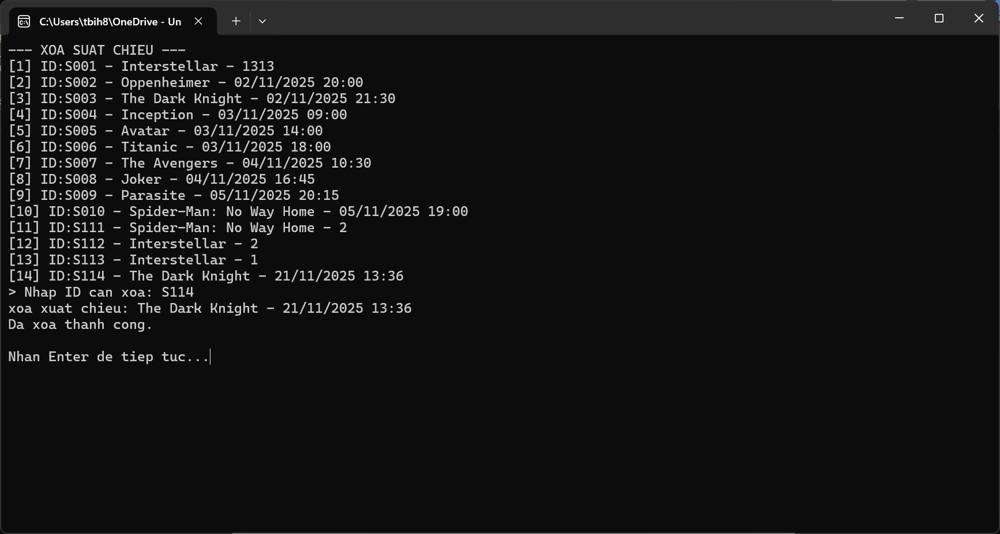 C:\Users\tbih8\OneDrive - Un
--- XOA SUAT CHIEU ---
[1] ID:S001 - Interstellar - 1313
[2] ID:S002 - Oppenheimer - 02/11/2025 20:00
[3] ID:S003 - The Dark Knight - 02/11/2025 21:30
[4] ID:S004 - Inception - 03/11/2025 09:00
[5] ID:S005 - Avatar - 03/11/2025 14:00
[6] ID:S006 - Titanic - 03/11/2025 18:00
[7] ID:S007 - The Avengers - 04/11/2025 10:30
[8] ID:S008 - Joker - 04/11/2025 16:45
[9] ID:S009 - Parasite - 05/11/2025 20:15
[10] ID:S010 - Spider-Man: No Way Home - 05/11/2025 19:00
[11] ID:S111 - Spider-Man: No Way Home - 2
[12] ID:S112 - Interstellar - 2
[13] ID:S113 - Interstellar - 1
[14] ID:S114 - The Dark Knight - 21/11/2025 13:36
> Nhap ID can xoa: S114
xoa xuat chieu: The Dark Knight - 21/11/2025 13:36
Da xoa thanh cong.
Nhan Enter de tiep tuc...